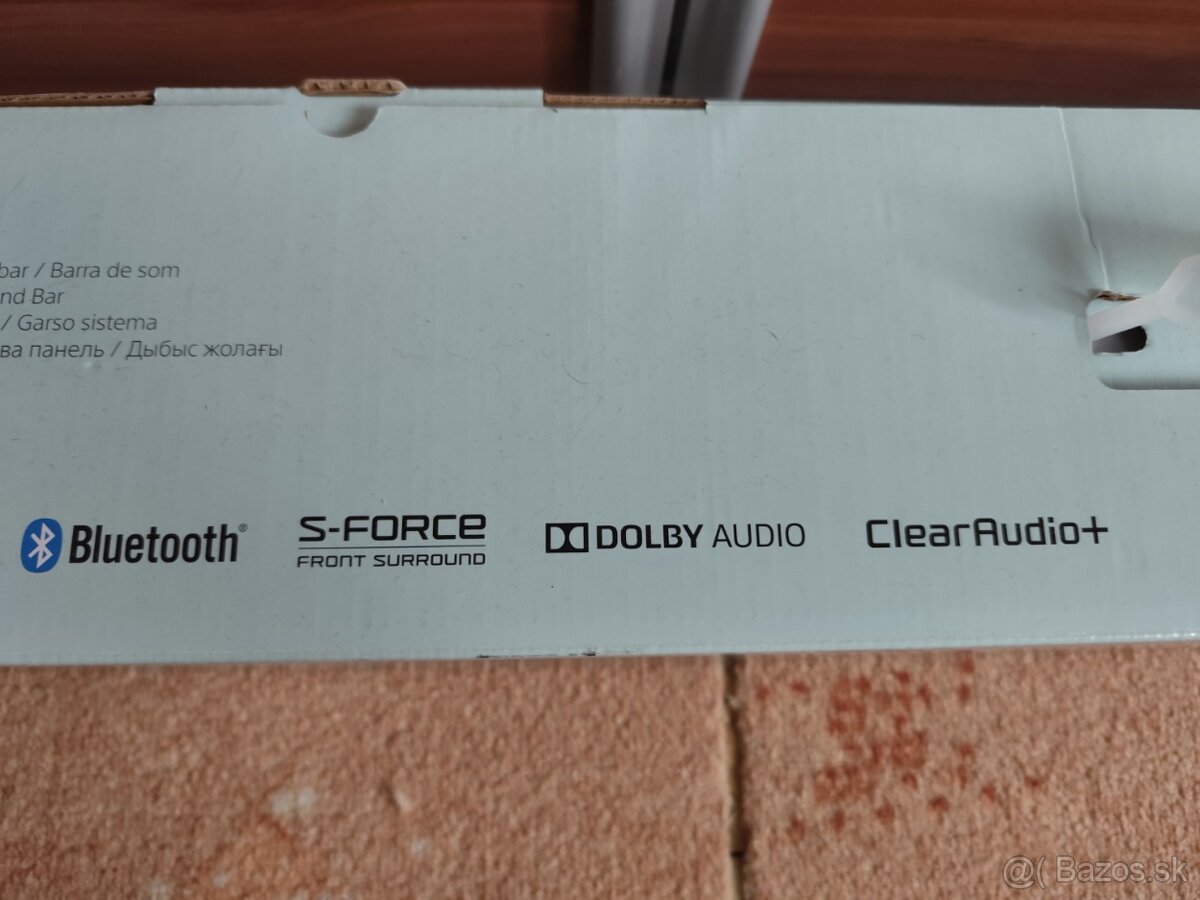 bar / Barra de som
nd Bar
/ Garso sistema
ва панель / Дыбыс жолағы
Bluetooth®
S-FORCE
FRONT SURROUND
DOLBY AUDIO
ClearAudio+
@( Bazos.sk